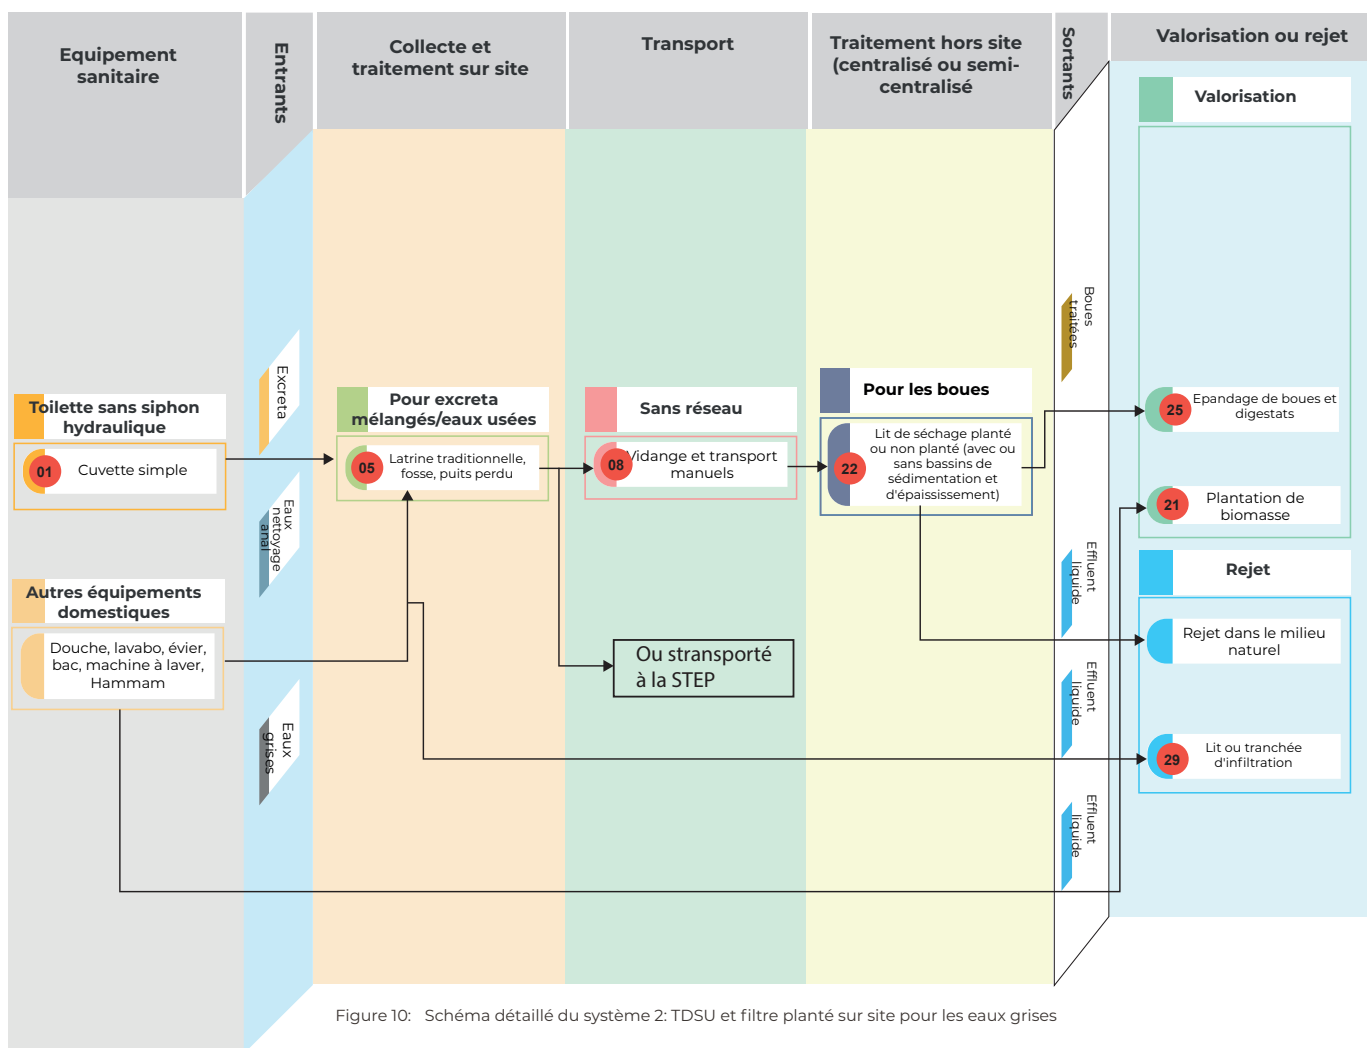 Equipement
sanitaire
Entrants
Collecte et
traitement sur site
Transport
Traitement hors site
(centralisé ou semi-
centralisé
Sortants
Valorisation ou rejet
Toilette sans siphon
hydraulique
01
Cuvette simple
Autres équipements
domestiques
Douche, lavabo, évier,
bac, machine à laver,
Hammam
Excreta
Eaux
nettoyage
anal
Eaux
grises
Pour excreta
mélangés/eaux usées
05
Latrine traditionnelle,
fosse, puits perdu
Sans réseau
08
Vidange et transport
manuels
Ou stransporté
à la STEP
Pour les boues
22
Lit de séchage planté
ou non planté (avec ou
sans bassins de
sédimentation et
d'épaississement)
Boues
traitées
Effluent
liquide
Effluent
liquide
Effluent
liquide
Valorisation
25
Epandage de boues et
digestats
21
Plantation de
biomasse
Rejet
Rejet dans le milieu
naturel
29
Lit ou tranchée
d'infiltration
Figure 10: Schéma détaillé du système 2: TDSU et filtre planté sur site pour les eaux grises